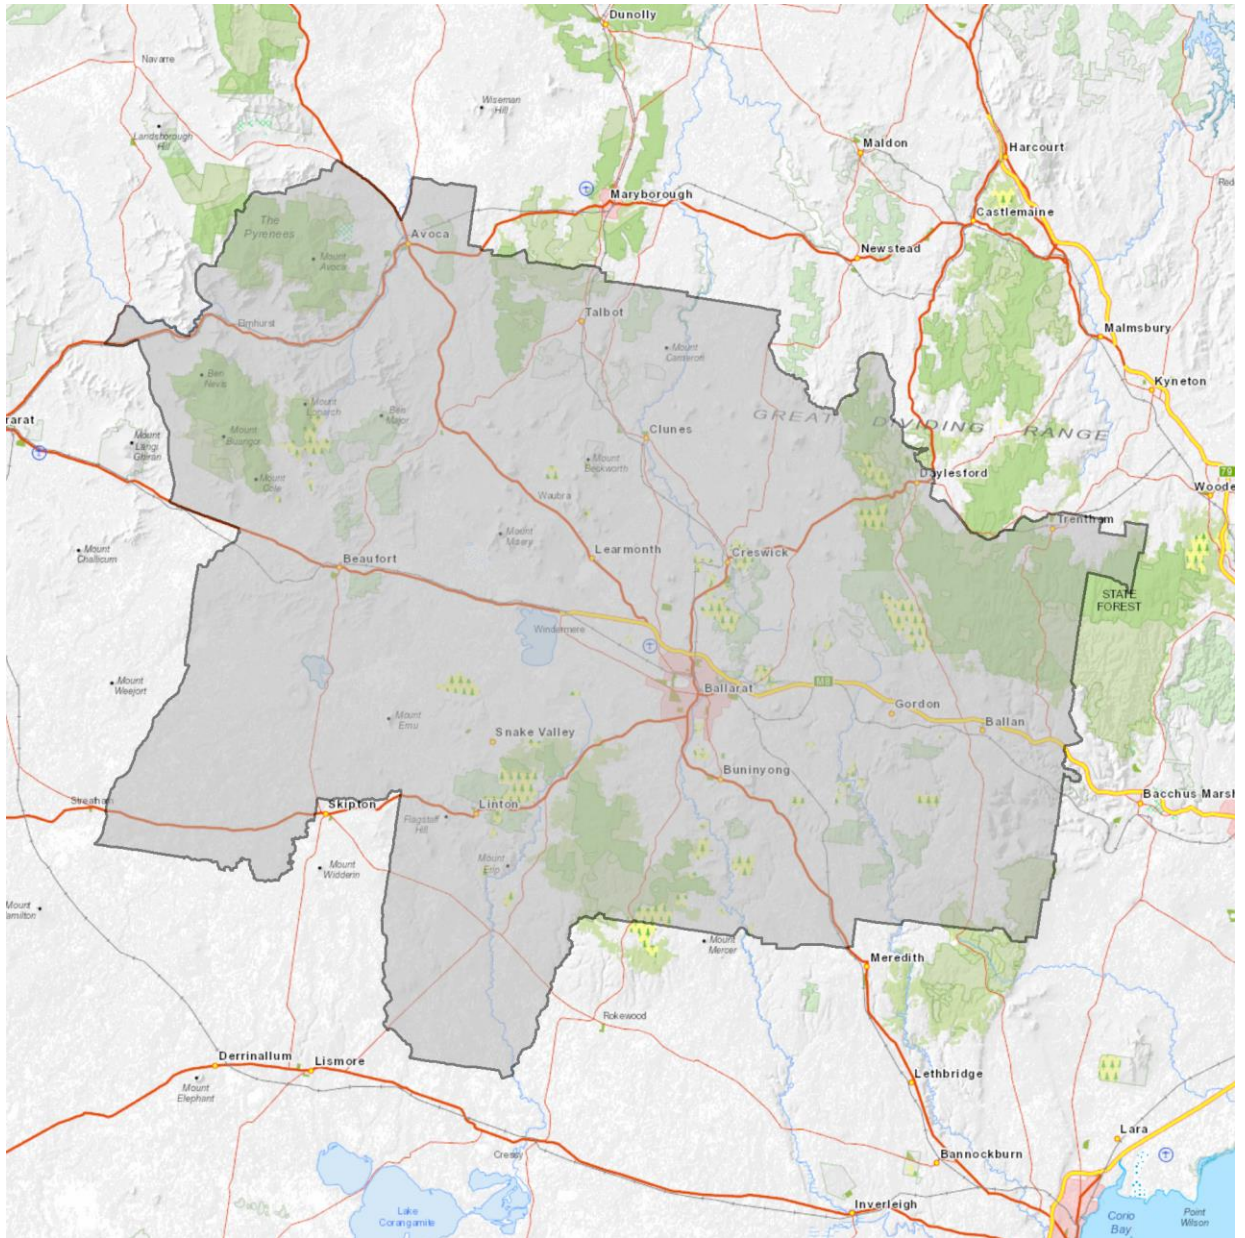 Dunolly
Navarre
Wiseman
Hill
Landsborough
Hill
Maldon
Harcourt
Maryborough
Castlemaine
The
Pyrenees
Avoca
Newstead
Mount
Avoca
Elmhurst
Talbot
Malmsbury
Mount
Cameron
Ben
Nevis
Kyneton
Mount
Lonarch
Ben
Major
GREAT DIVIDING RANGE
rarat
Mount
Langi
Ghiran
Mount
Buangor
Clunes
Mount
Beckworth
79
Mount
Cole
Daylesford
Woode
Waubra
Trentham
Mount
Misery
Mount
Challicum
Learmonth
Creswick
Beaufort
STATE
FOREST
Windermere
Mount
Weejort
M8
Ballarat
Gordon
Mount
Emu
Ballan
Snake Valley
Buninyong
Streatham
Skipton
Linton
Bacchus Marsh
Flagstaff
Hill
Mount
Erip
Mount
Widderin
Mount
Hamilton
Mount
Mercer
Meredith
Rokewood
Derrinallum
Lismore
Mount
Elephant
Lethbridge
Lara
Cressy
Bannockburn
Lake
Corangamite
Inverleigh
Corio
Bay
Point
Wilson